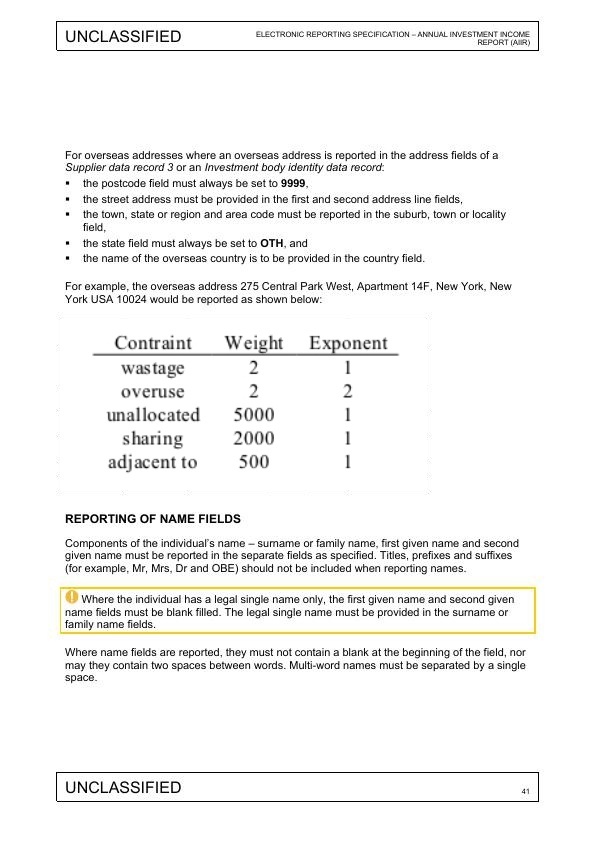 UNCLASSIFIED
ELECTRONIC REPORTING SPECIFICATION – ANNUAL INVESTMENT INCOME
REPORT (AIIR)
For overseas addresses where an overseas address is reported in the address fields of a
Supplier data record 3 or an Investment body identity data record:
▪ the postcode field must always be set to 9999,
▪ the street address must be provided in the first and second address line fields,
▪ the town, state or region and area code must be reported in the suburb, town or locality
field,
▪ the state field must always be set to OTH, and
▪ the name of the overseas country is to be provided in the country field.
For example, the overseas address 275 Central Park West, Apartment 14F, New York, New
York USA 10024 would be reported as shown below:
Contraint Weight Exponent
wastage 2 1
overuse 2 2
unallocated 5000 1
sharing 2000 1
adjacent to 500 1
REPORTING OF NAME FIELDS
Components of the individual's name – surname or family name, first given name and second
given name must be reported in the separate fields as specified. Titles, prefixes and suffixes
(for example, Mr, Mrs, Dr and OBE) should not be included when reporting names.
Where the individual has a legal single name only, the first given name and second given
name fields must be blank filled. The legal single name must be provided in the surname or
family name fields.
Where name fields are reported, they must not contain a blank at the beginning of the field, nor
may they contain two spaces between words. Multi-word names must be separated by a single
space.
UNCLASSIFIED
41